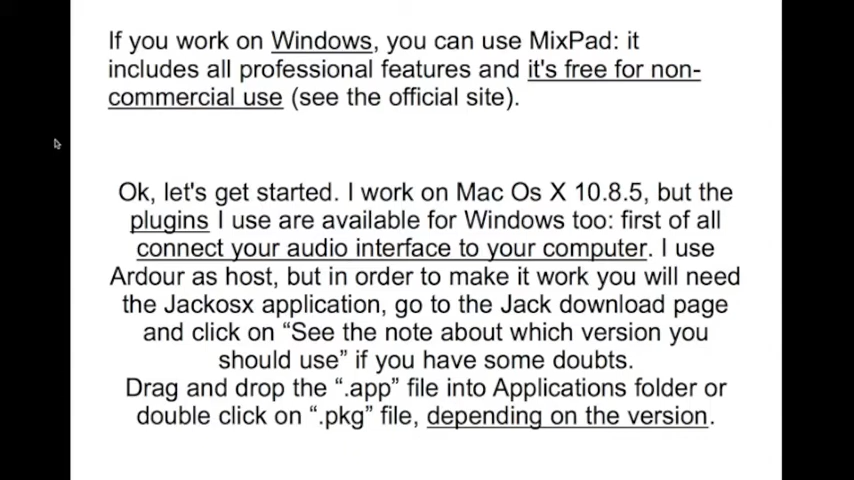 If you work on Windows, you can use MixPad: it
includes all professional features and it's free for non-
commercial use (see the official site).
Ok, let's get started. I work on Mac Os X 10.8.5, but the
plugins I use are available for Windows too: first of all
connect your audio interface to your computer. I use
Ardour as host, but in order to make it work you will need
the Jackosx application, go to the Jack download page
and click on “See the note about which version you
should use” if you have some doubts.
Drag and drop the “.app” file into Applications folder or
double click on “.pkg” file, depending on the version.